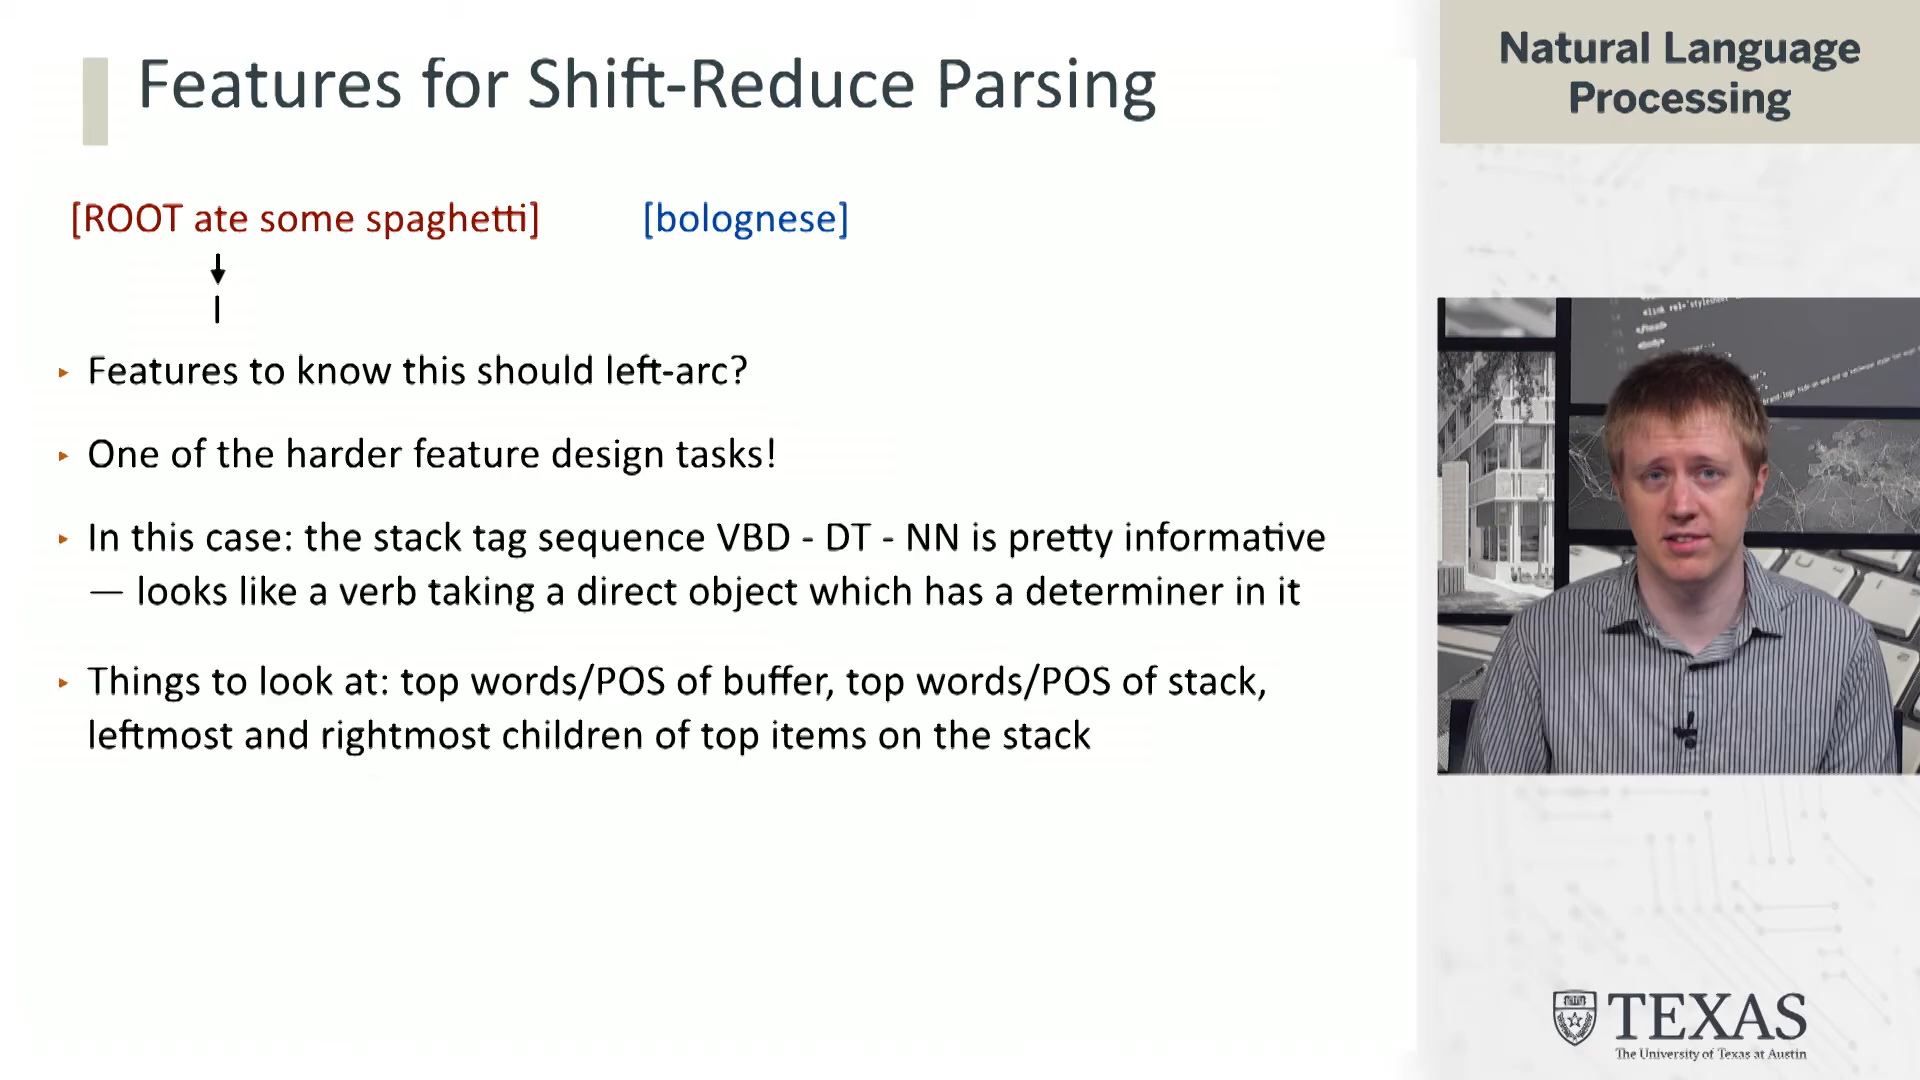 Features for Shift-Reduce Parsing
Natural Language
Processing
[ROOT ate some spaghetti] [bolognese]
I
▸ Features to know this should left-arc?
▸ One of the harder feature design tasks!
▸ In this case: the stack tag sequence VBD - DT - NN is pretty informative
— looks like a verb taking a direct object which has a determiner in it
▸ Things to look at: top words/POS of buffer, top words/POS of stack,
leftmost and rightmost children of top items on the stack
TEXAS
The University of Texas at Austin